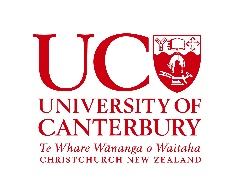 UC
UNIVERSITY OF
CANTERBURY
Te Whare Wānanga o Waitaha
CHRISTCHURCH NEW ZEALAND